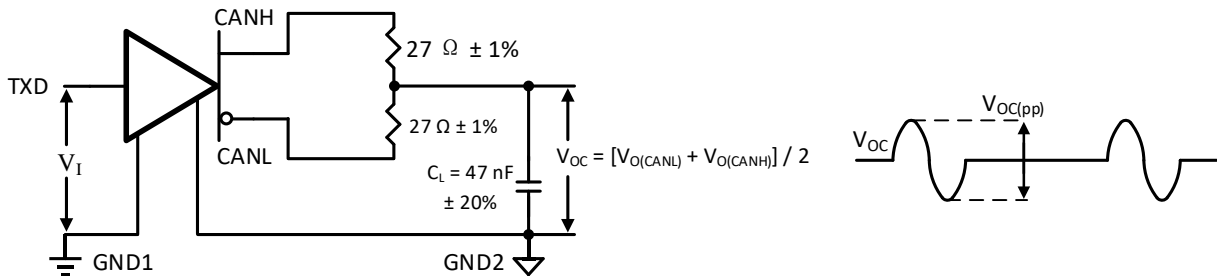 CANH
27 Ω ± 1%
TXD
27 Ω ± 1%
V_I
CANL
C_L = 47 nF
± 20%
V_OC = [V_O(CANL) + V_O(CANH)] / 2
GND1
GND2
V_OC(pp)
V_OC